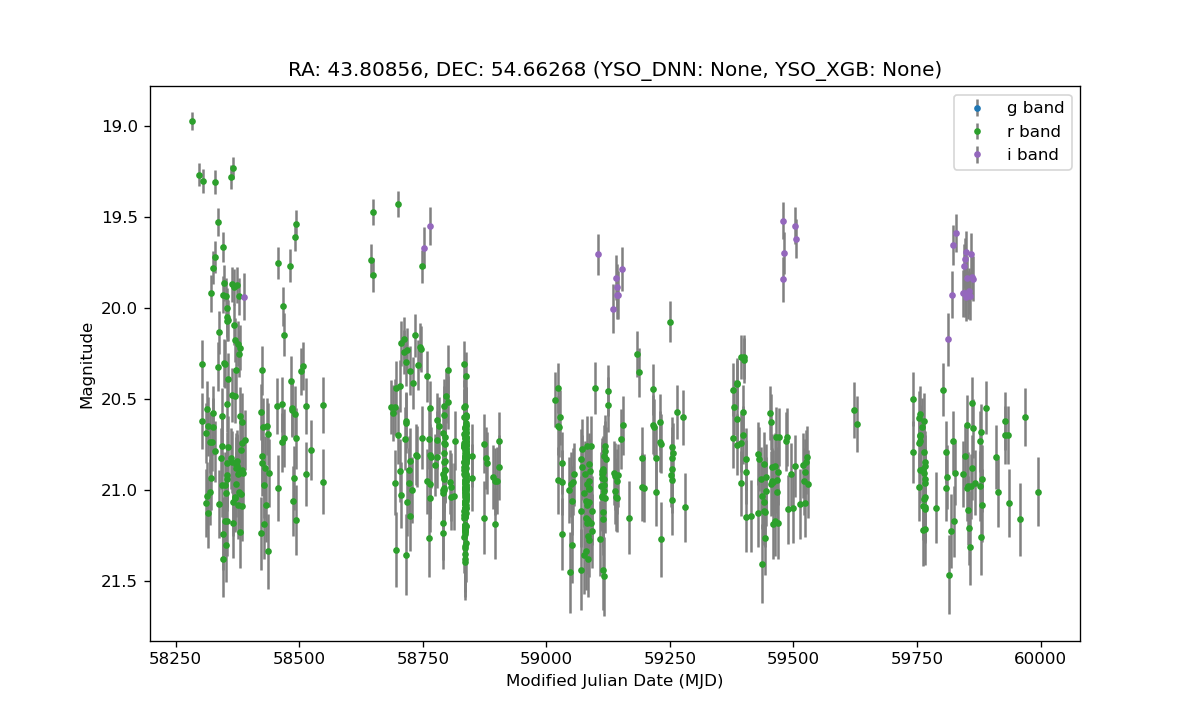 RA: 43.80856, DEC: 54.66268 (YSO_DNN: None, YSO_XGB: None)
g band
r band
i band
19.0
19.5
20.0
20.5
21.0
21.5
Magnitude
58250 58500 58750 59000 59250 59500 59750 60000
Modified Julian Date (MJD)